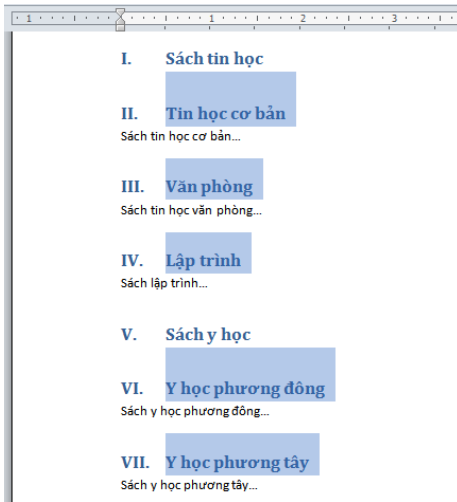 1 1 2 3
I. Sách tin học
II. Tin học cơ bản
Sách tin học cơ bản...
III. Văn phòng
Sách tin học văn phòng...
IV. Lập trình
Sách lập trình...
V. Sách y học
VI. Y học phương đông
Sách y học phương đông...
VII. Y học phương tây
Sách y học phương tây...